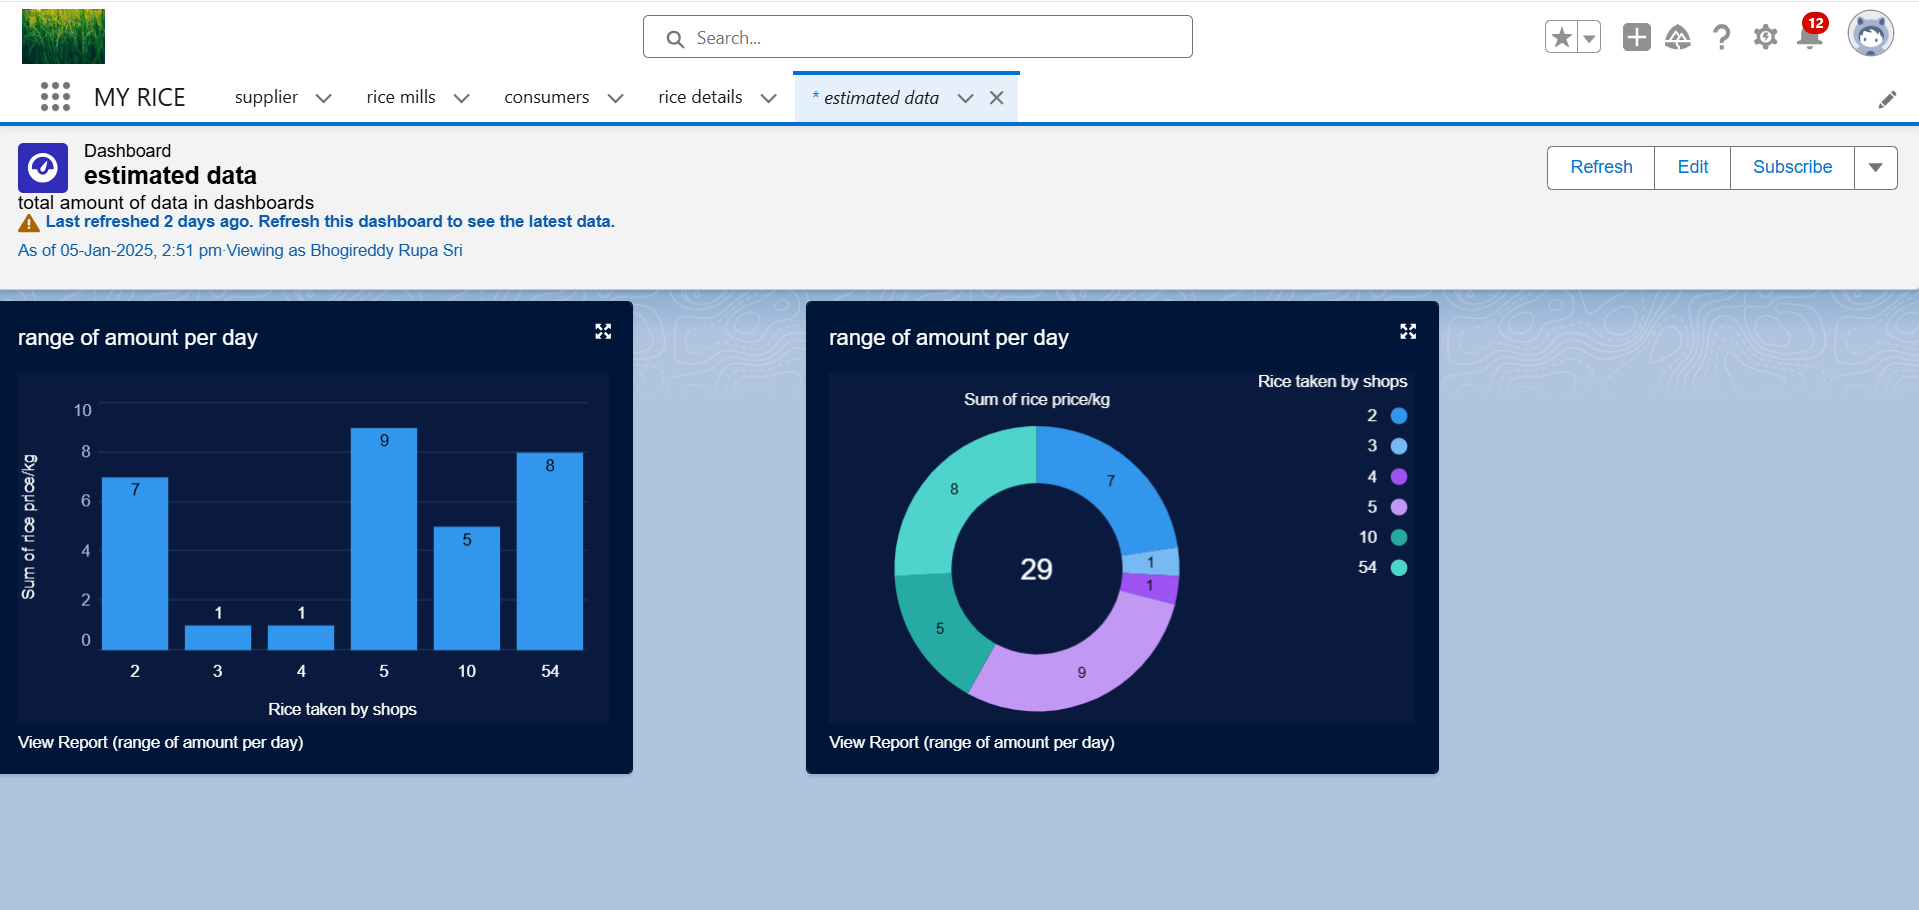 Search...
12
MY RICE
supplier
rice mills
consumers
rice details
* estimated data
Dashboard
estimated data
total amount of data in dashboards
Last refreshed 2 days ago. Refresh this dashboard to see the latest data.
As of 05-Jan-2025, 2:51 pm·Viewing as Bhogireddy Rupa Sri
Refresh
Edit
Subscribe
range of amount per day
Sum of rice price/kg
10
8
6
4
2
0
7
1
1
9
5
8
2
3
4
5
10
54
Rice taken by shops
View Report (range of amount per day)
range of amount per day
Sum of rice price/kg
7
1
1
9
5
8
29
Rice taken by shops
2
3
4
5
10
54
View Report (range of amount per day)